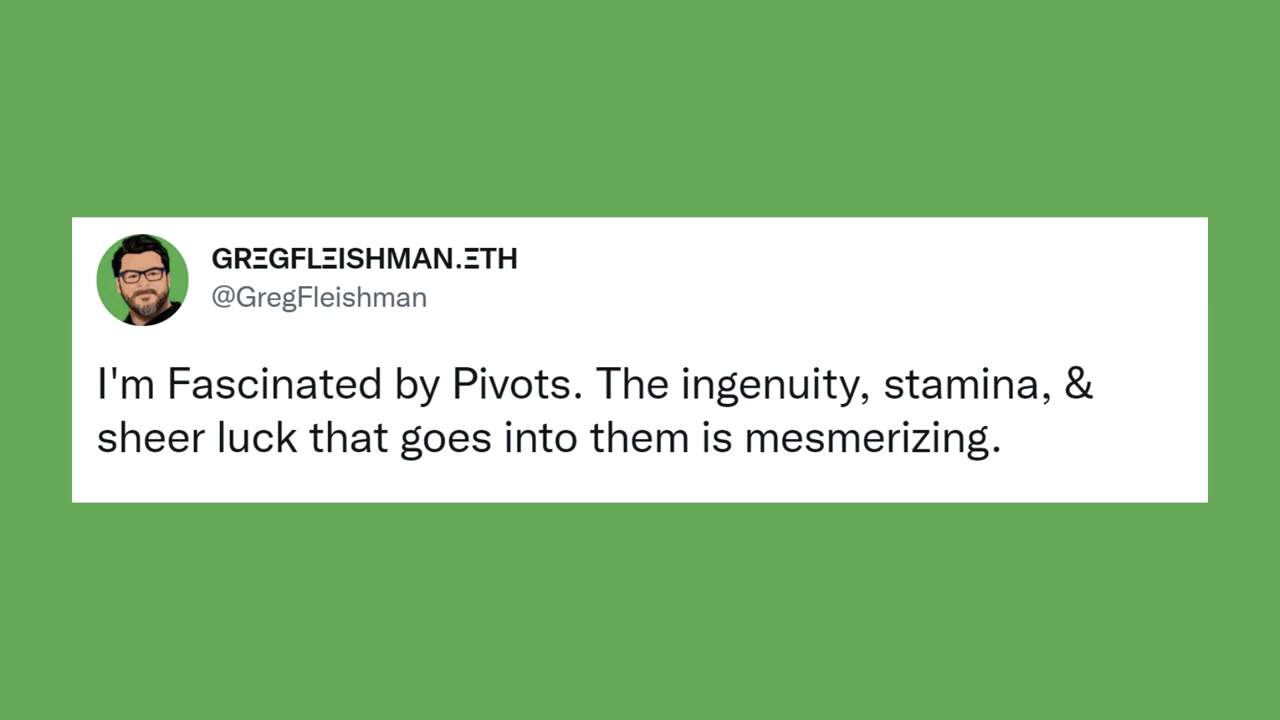 GRΞGFLΞISHMAN.ΞTH
@GregFleishman
I'm Fascinated by Pivots. The ingenuity, stamina, &
sheer luck that goes into them is mesmerizing.